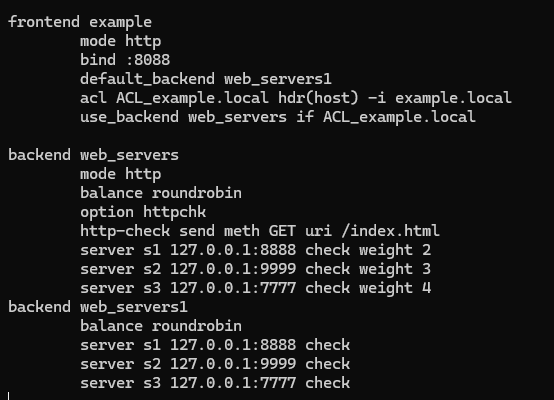 frontend example
        mode http
        bind :8088
        default_backend web_servers1
        acl ACL_example.local hdr(host) -i example.local
        use_backend web_servers if ACL_example.local

backend web_servers
        mode http
        balance roundrobin
        option httpchk
        http-check send meth GET uri /index.html
        server s1 127.0.0.1:8888 check weight 2
        server s2 127.0.0.1:9999 check weight 3
        server s3 127.0.0.1:7777 check weight 4
backend web_servers1
        balance roundrobin
        server s1 127.0.0.1:8888 check
        server s2 127.0.0.1:9999 check
        server s3 127.0.0.1:7777 check